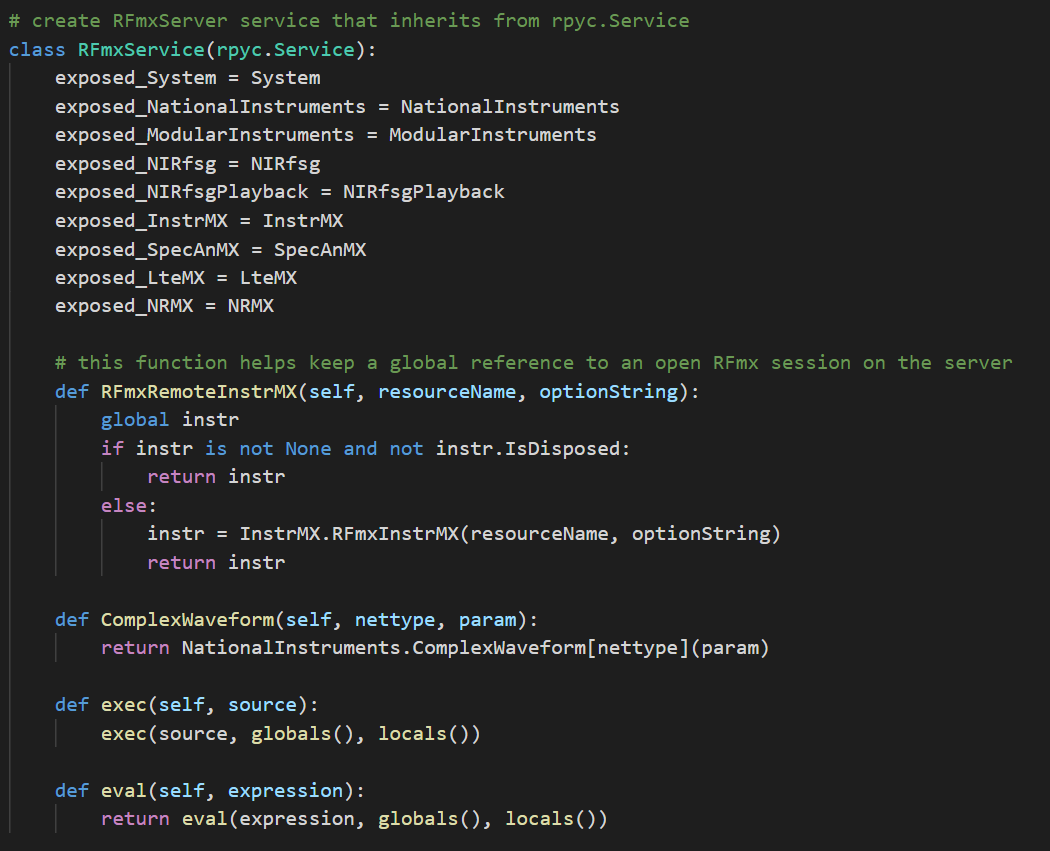 # create RFmxServer service that inherits from rpyc.Service
class RFmxService(rpyc.Service):
    exposed_System = System
    exposed_NationalInstruments = NationalInstruments
    exposed_ModularInstruments = ModularInstruments
    exposed_NIRfsg = NIRfsg
    exposed_NIRfsgPlayback = NIRfsgPlayback
    exposed_InstrMX = InstrMX
    exposed_SpecAnMX = SpecAnMX
    exposed_LteMX = LteMX
    exposed_NRMX = NRMX

    # this function helps keep a global reference to an open RFmx session on the server
    def RFmxRemoteInstrMX(self, resourceName, optionString):
        global instr
        if instr is not None and not instr.IsDisposed:
            return instr
        else:
            instr = InstrMX.RFmxInstrMX(resourceName, optionString)
            return instr

    def ComplexWaveform(self, nettype, param):
        return NationalInstruments.ComplexWaveform[nettype](param)

    def exec(self, source):
        exec(source, globals(), locals())

    def eval(self, expression):
        return eval(expression, globals(), locals())